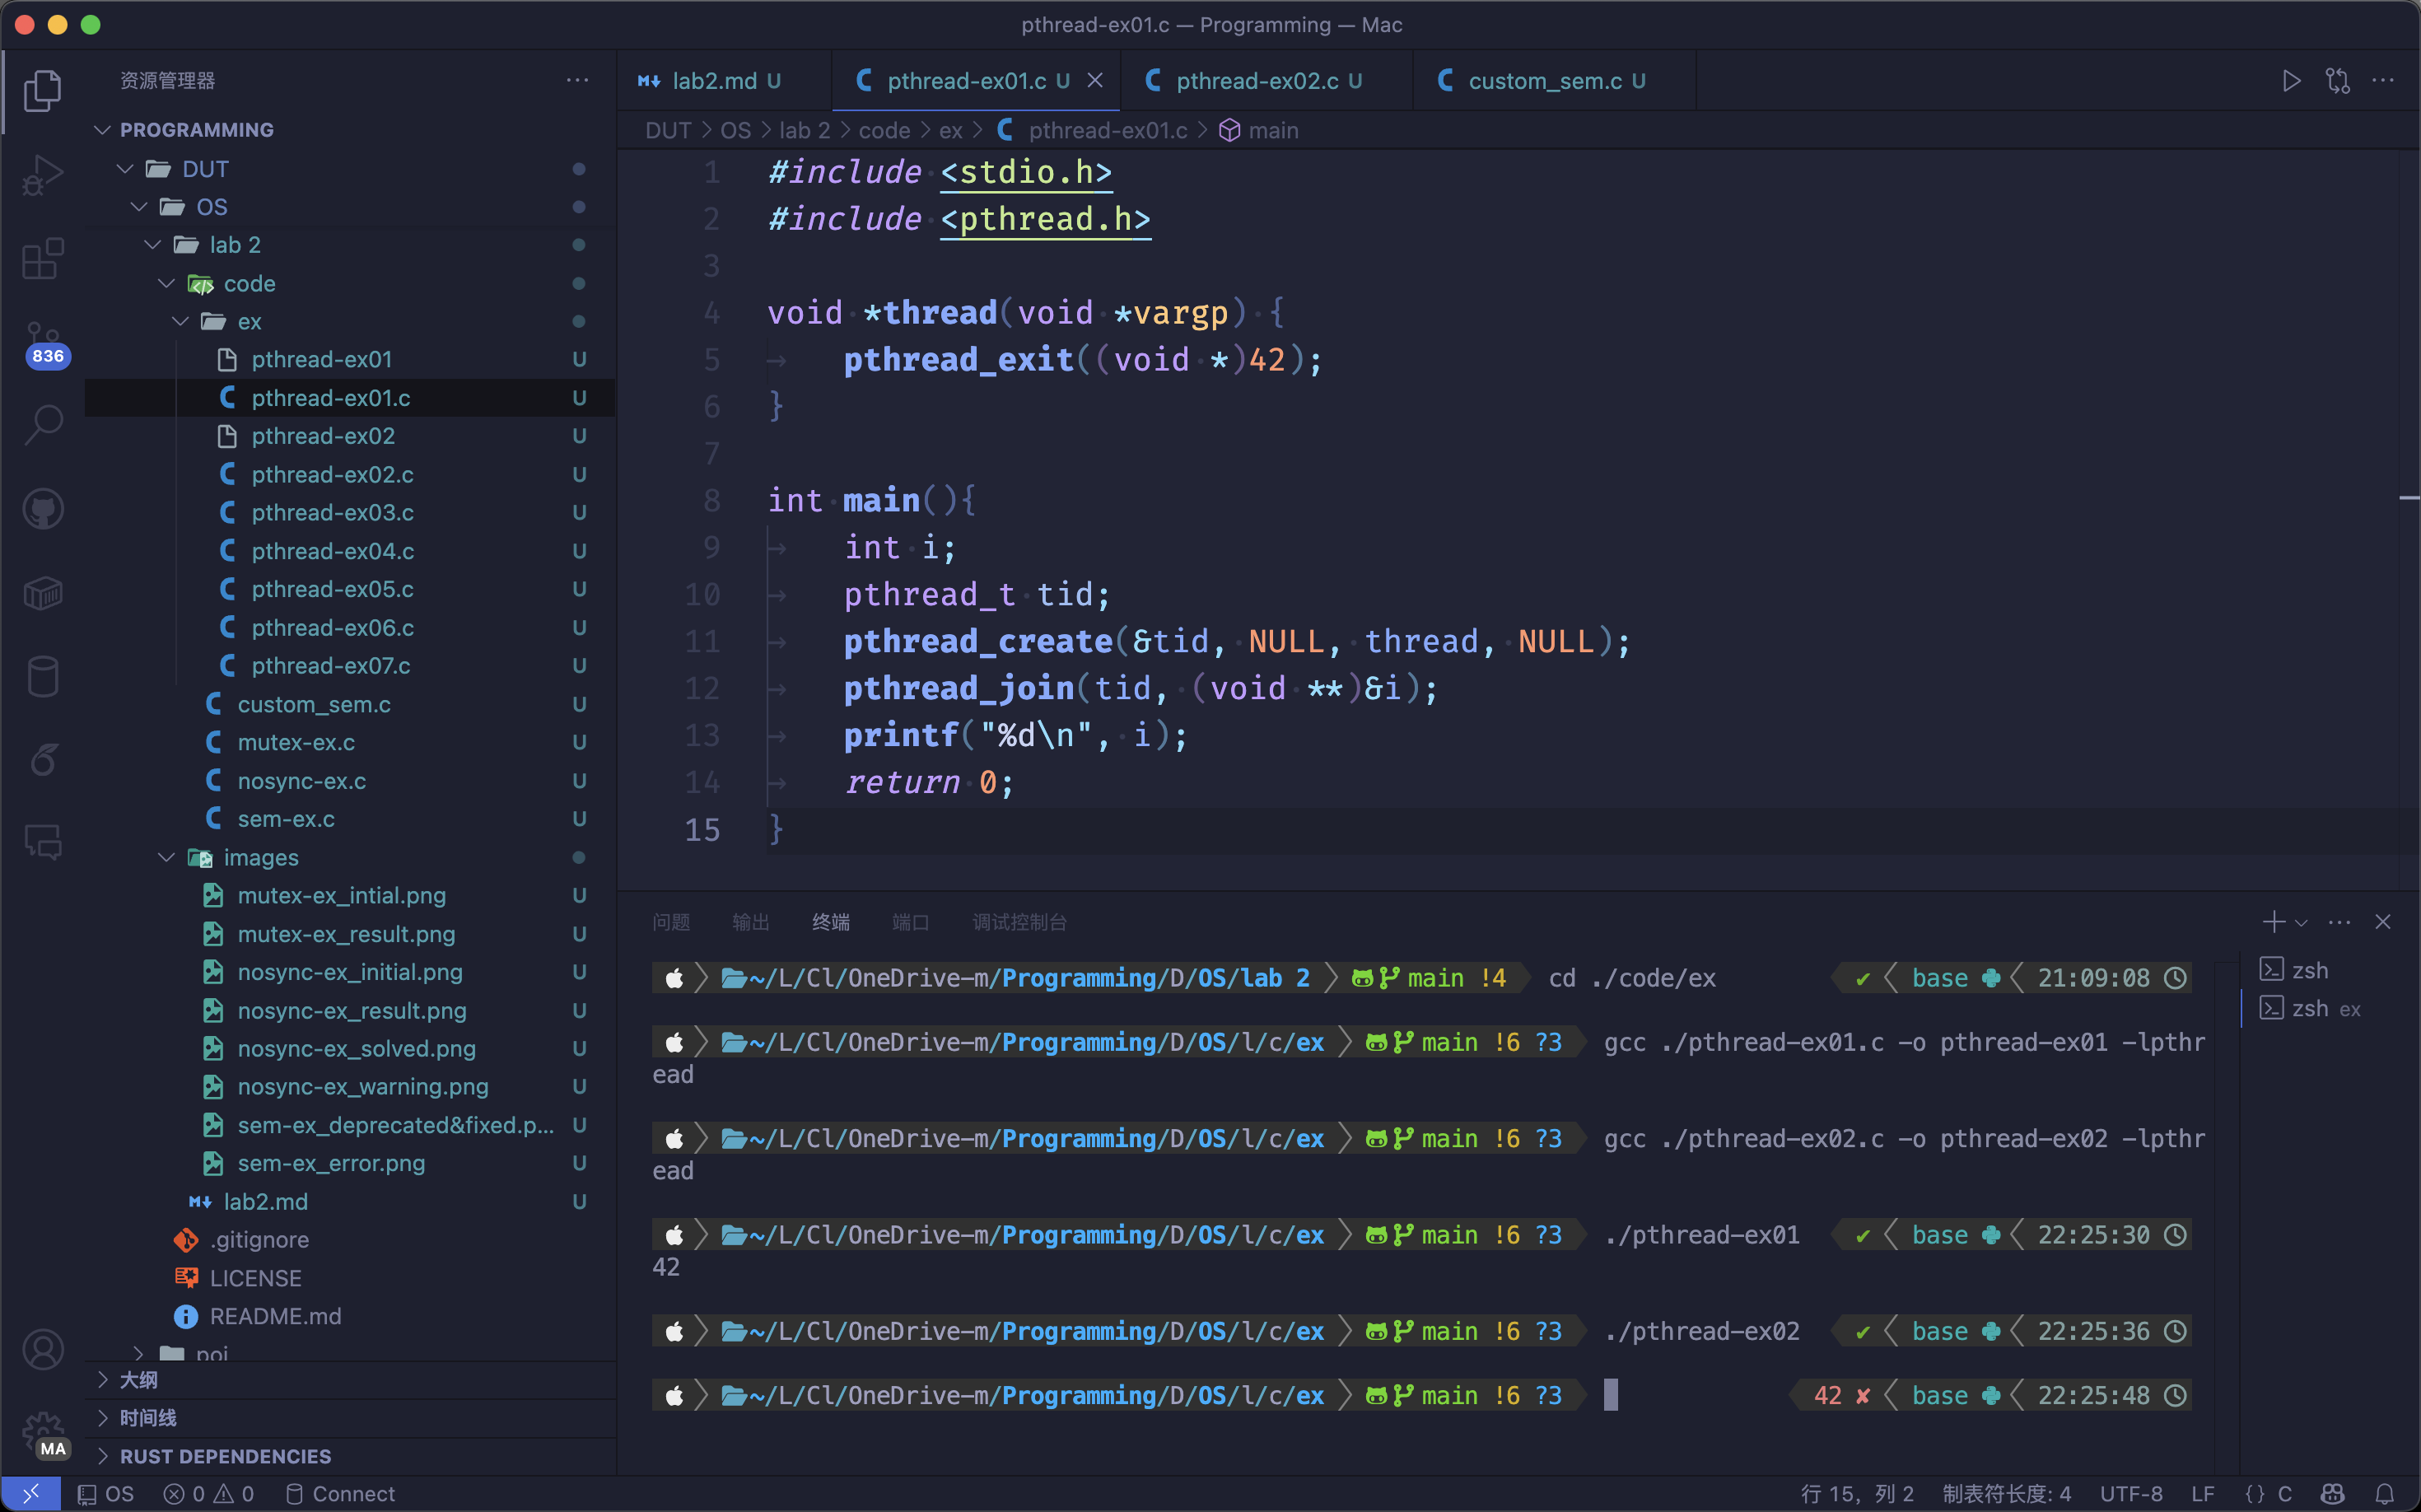 pthread-ex01.c — Programming — Mac
资源管理器
PROGRAMMING
DUT
OS
lab 2
code
ex
pthread-ex01 U
pthread-ex01.c U
pthread-ex02 U
pthread-ex02.c U
pthread-ex03.c U
pthread-ex04.c U
pthread-ex05.c U
pthread-ex06.c U
pthread-ex07.c U
custom_sem.c U
mutex-ex.c U
nosync-ex.c U
sem-ex.c U
images
mutex-ex_intial.png U
mutex-ex_result.png U
nosync-ex_initial.png U
nosync-ex_result.png U
nosync-ex_solved.png U
nosync-ex_warning.png U
sem-ex_deprecated&fixed.p... U
sem-ex_error.png U
lab2.md U
.gitignore
LICENSE
README.md
poi
大纲
时间线
RUST DEPENDENCIES
836
MA
lab2.md U pthread-ex01.c U pthread-ex02.c U custom_sem.c U
DUT > OS > lab 2 > code > ex > pthread-ex01.c > main
1 #include <stdio.h>
2 #include <pthread.h>
3
4 void *thread(void *vargp) {
5 pthread_exit((void *)42);
6 }
7
8 int main(){
9 int i;
10 pthread_t tid;
11 pthread_create(&tid, NULL, thread, NULL);
12 pthread_join(tid, (void **)&i);
13 printf("%d\n", i);
14 return 0;
15 }
问题 输出 终端 端口 调试控制台
~/L/Cl/OneDrive-m/Programming/D/OS/lab 2 main !4 cd ./code/ex ✔ base 21:09:08
~/L/Cl/OneDrive-m/Programming/D/OS/l/c/ex main !6 ?3 gcc ./pthread-ex01.c -o pthread-ex01 -lpthr
ead
~/L/Cl/OneDrive-m/Programming/D/OS/l/c/ex main !6 ?3 gcc ./pthread-ex02.c -o pthread-ex02 -lpthr
ead
~/L/Cl/OneDrive-m/Programming/D/OS/l/c/ex main !6 ?3 ./pthread-ex01 ✔ base 22:25:30
42
~/L/Cl/OneDrive-m/Programming/D/OS/l/c/ex main !6 ?3 ./pthread-ex02 ✔ base 22:25:36
~/L/Cl/OneDrive-m/Programming/D/OS/l/c/ex main !6 ?3 42 ✘ base 22:25:48
zsh
zsh ex
OS 0 0 Connect 行 15，列 2 制表符长度: 4 UTF-8 LF {} C